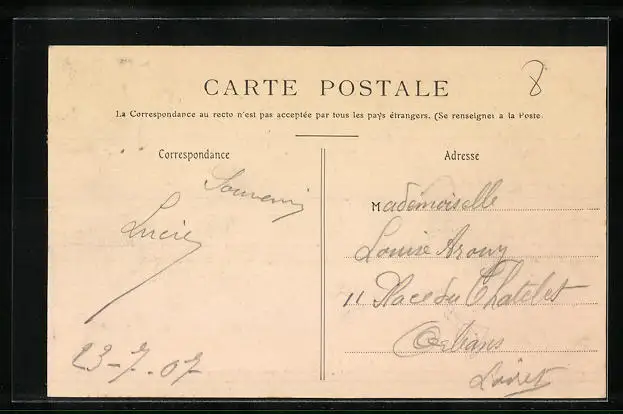 8
CARTE POSTALE
La Correspondance au recto n'est pas acceptée par tous les pays étrangers. (Se renseigner à la Poste.
Correspondance
Adresse
Souvenir
Lucie
23-7-07
Mademoiselle
Louise
11 Place du Chatelet
Orléans
Loiret